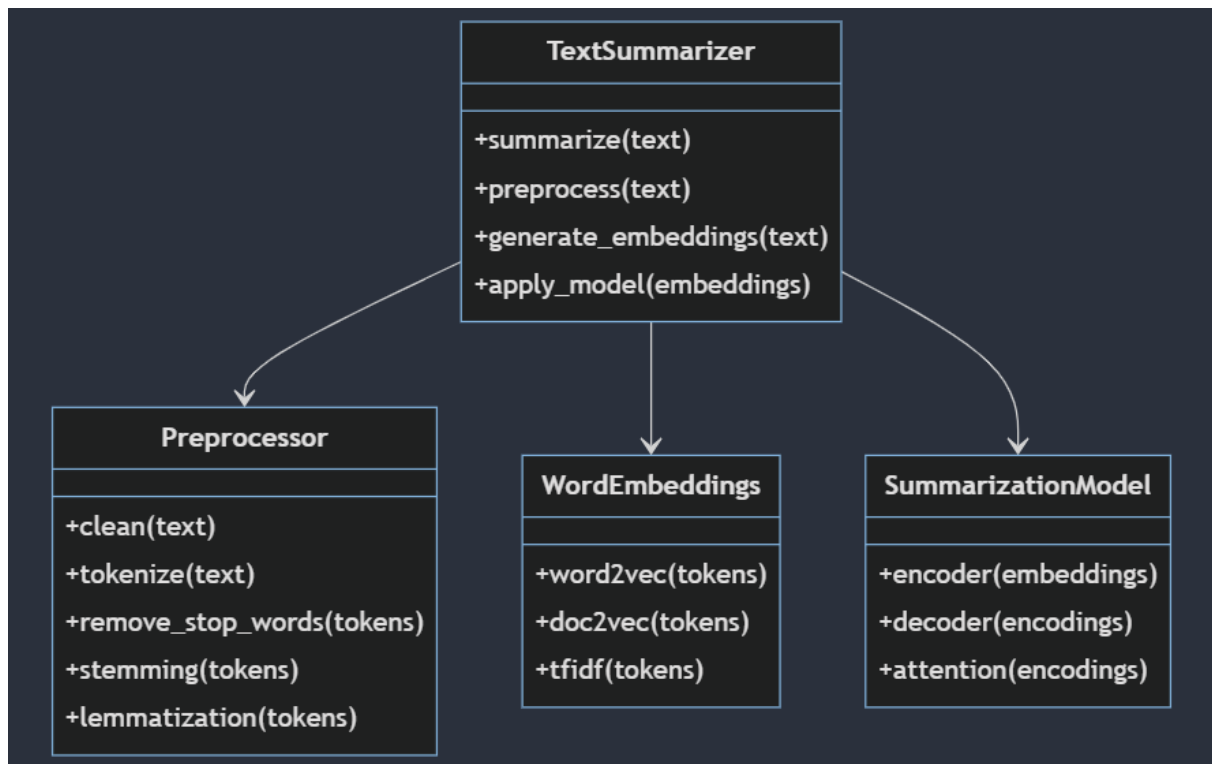 TextSummarizer
+summarize(text)
+preprocess(text)
+generate_embeddings(text)
+apply_model(embeddings)
Preprocessor
+clean(text)
+tokenize(text)
+remove_stop_words(tokens)
+stemming(tokens)
+lemmatization(tokens)
WordEmbeddings
+word2vec(tokens)
+doc2vec(tokens)
+tfidf(tokens)
SummarizationModel
+encoder(embeddings)
+decoder(encodings)
+attention(encodings)